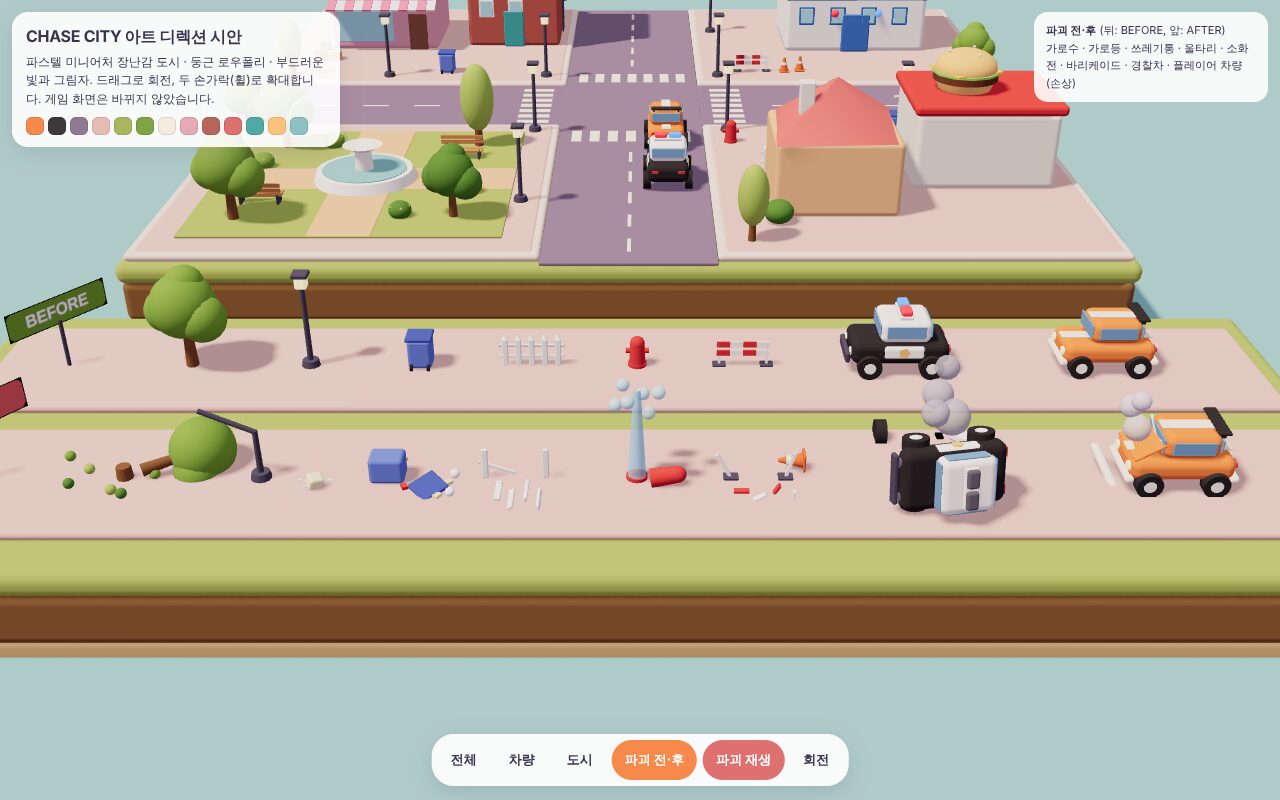 CHASE CITY 아트 디렉션 시안
파스텔 미니어처 장난감 도시 · 둥근 로우폴리 · 부드러운
빛과 그림자. 드래그로 회전, 두 손가락(휠)로 확대합니
다. 게임 화면은 바뀌지 않았습니다.
파괴 전·후 (뒤: BEFORE, 앞: AFTER)
가로수 · 가로등 · 쓰레기통 · 울타리 · 소화
전 · 바리케이드 · 경찰차 · 플레이어 차량
(손상)
BEFORE
전체
차량
도시
파괴 전·후
파괴 재생
회전